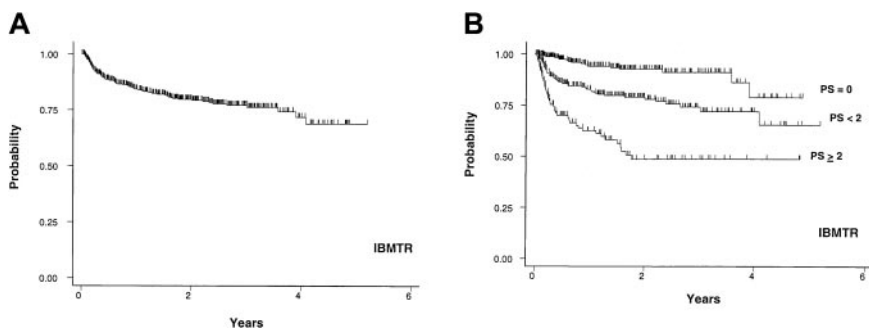 A
1.00
0.75
0.50
0.25
0.00
Probability
IBMTR
0
2
4
6
Years
B
1.00
0.75
0.50
0.25
0.00
Probability
PS = 0
PS < 2
PS ≥ 2
IBMTR
0
2
4
6
Years